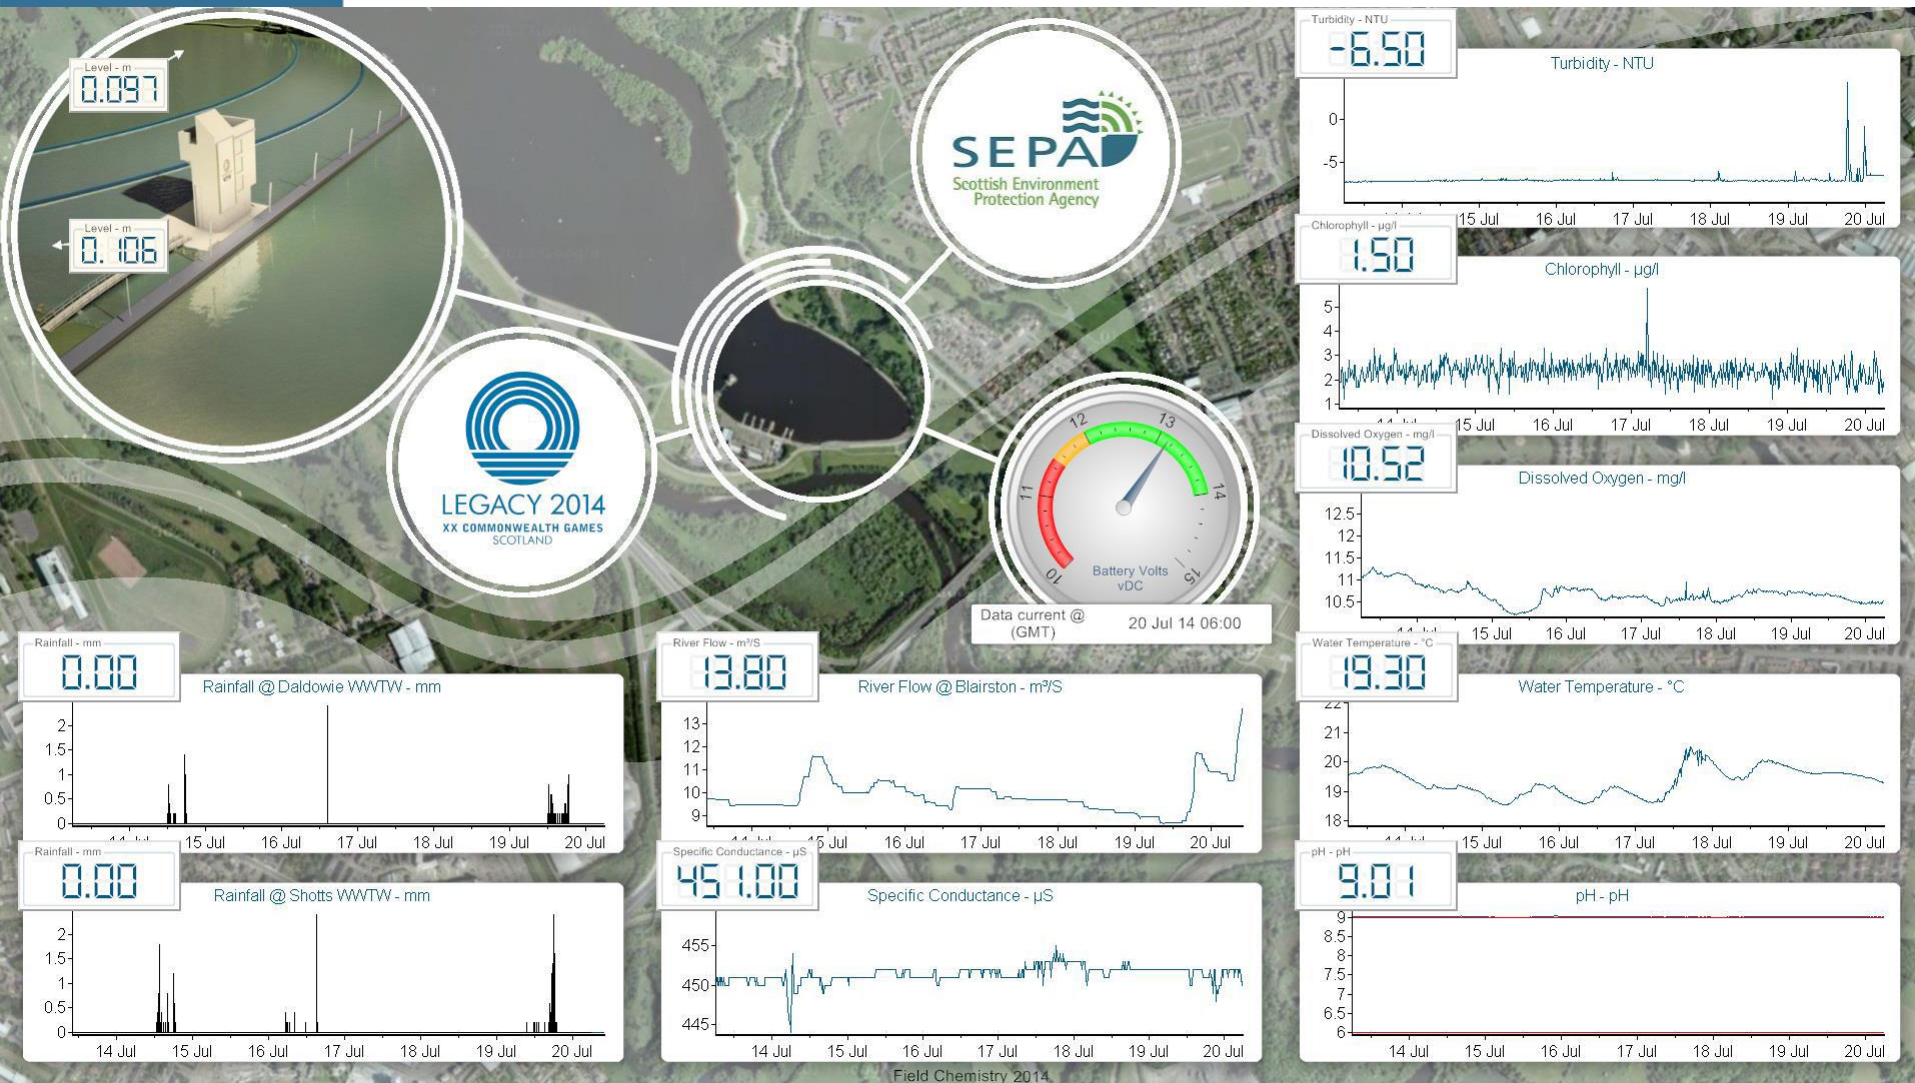 Level - m
0.097
Level - m
0.106
SEPA
Scottish Environment
Protection Agency
LEGACY 2014
XX COMMONWEALTH GAMES
SCOTLAND
10
11
12
13
14
15
Battery Volts
vDC
Data current @
(GMT)
20 Jul 14 06:00
Turbidity - NTU
-6.50
Turbidity - NTU
0
-5
15 Jul 16 Jul 17 Jul 18 Jul 19 Jul 20 Jul
Chlorophyll - µg/l
1.50
Chlorophyll - µg/l
5
4
3
2
1
15 Jul 16 Jul 17 Jul 18 Jul 19 Jul 20 Jul
Dissolved Oxygen - mg/l
10.52
Dissolved Oxygen - mg/l
12.5
12
11.5
11
10.5
15 Jul 16 Jul 17 Jul 18 Jul 19 Jul 20 Jul
Rainfall - mm
0.00
Rainfall @ Daldowie WWTW - mm
2
1.5
1
0.5
0
15 Jul 16 Jul 17 Jul 18 Jul 19 Jul 20 Jul
River Flow - m³/S
13.80
River Flow @ Blairston - m³/S
13
12
11
10
9
15 Jul 16 Jul 17 Jul 18 Jul 19 Jul 20 Jul
Water Temperature - °C
19.30
Water Temperature - °C
22
21
20
19
18
15 Jul 16 Jul 17 Jul 18 Jul 19 Jul 20 Jul
Rainfall - mm
0.00
Rainfall @ Shotts WWTW - mm
2
1.5
1
0.5
0
14 Jul 15 Jul 16 Jul 17 Jul 18 Jul 19 Jul 20 Jul
Specific Conductance - µS
451.00
Specific Conductance - µS
455
450
445
14 Jul 15 Jul 16 Jul 17 Jul 18 Jul 19 Jul 20 Jul
pH - pH
9.01
pH - pH
9
8.5
8
7.5
7
6.5
6
14 Jul 15 Jul 16 Jul 17 Jul 18 Jul 19 Jul 20 Jul
Field Chemistry 2014